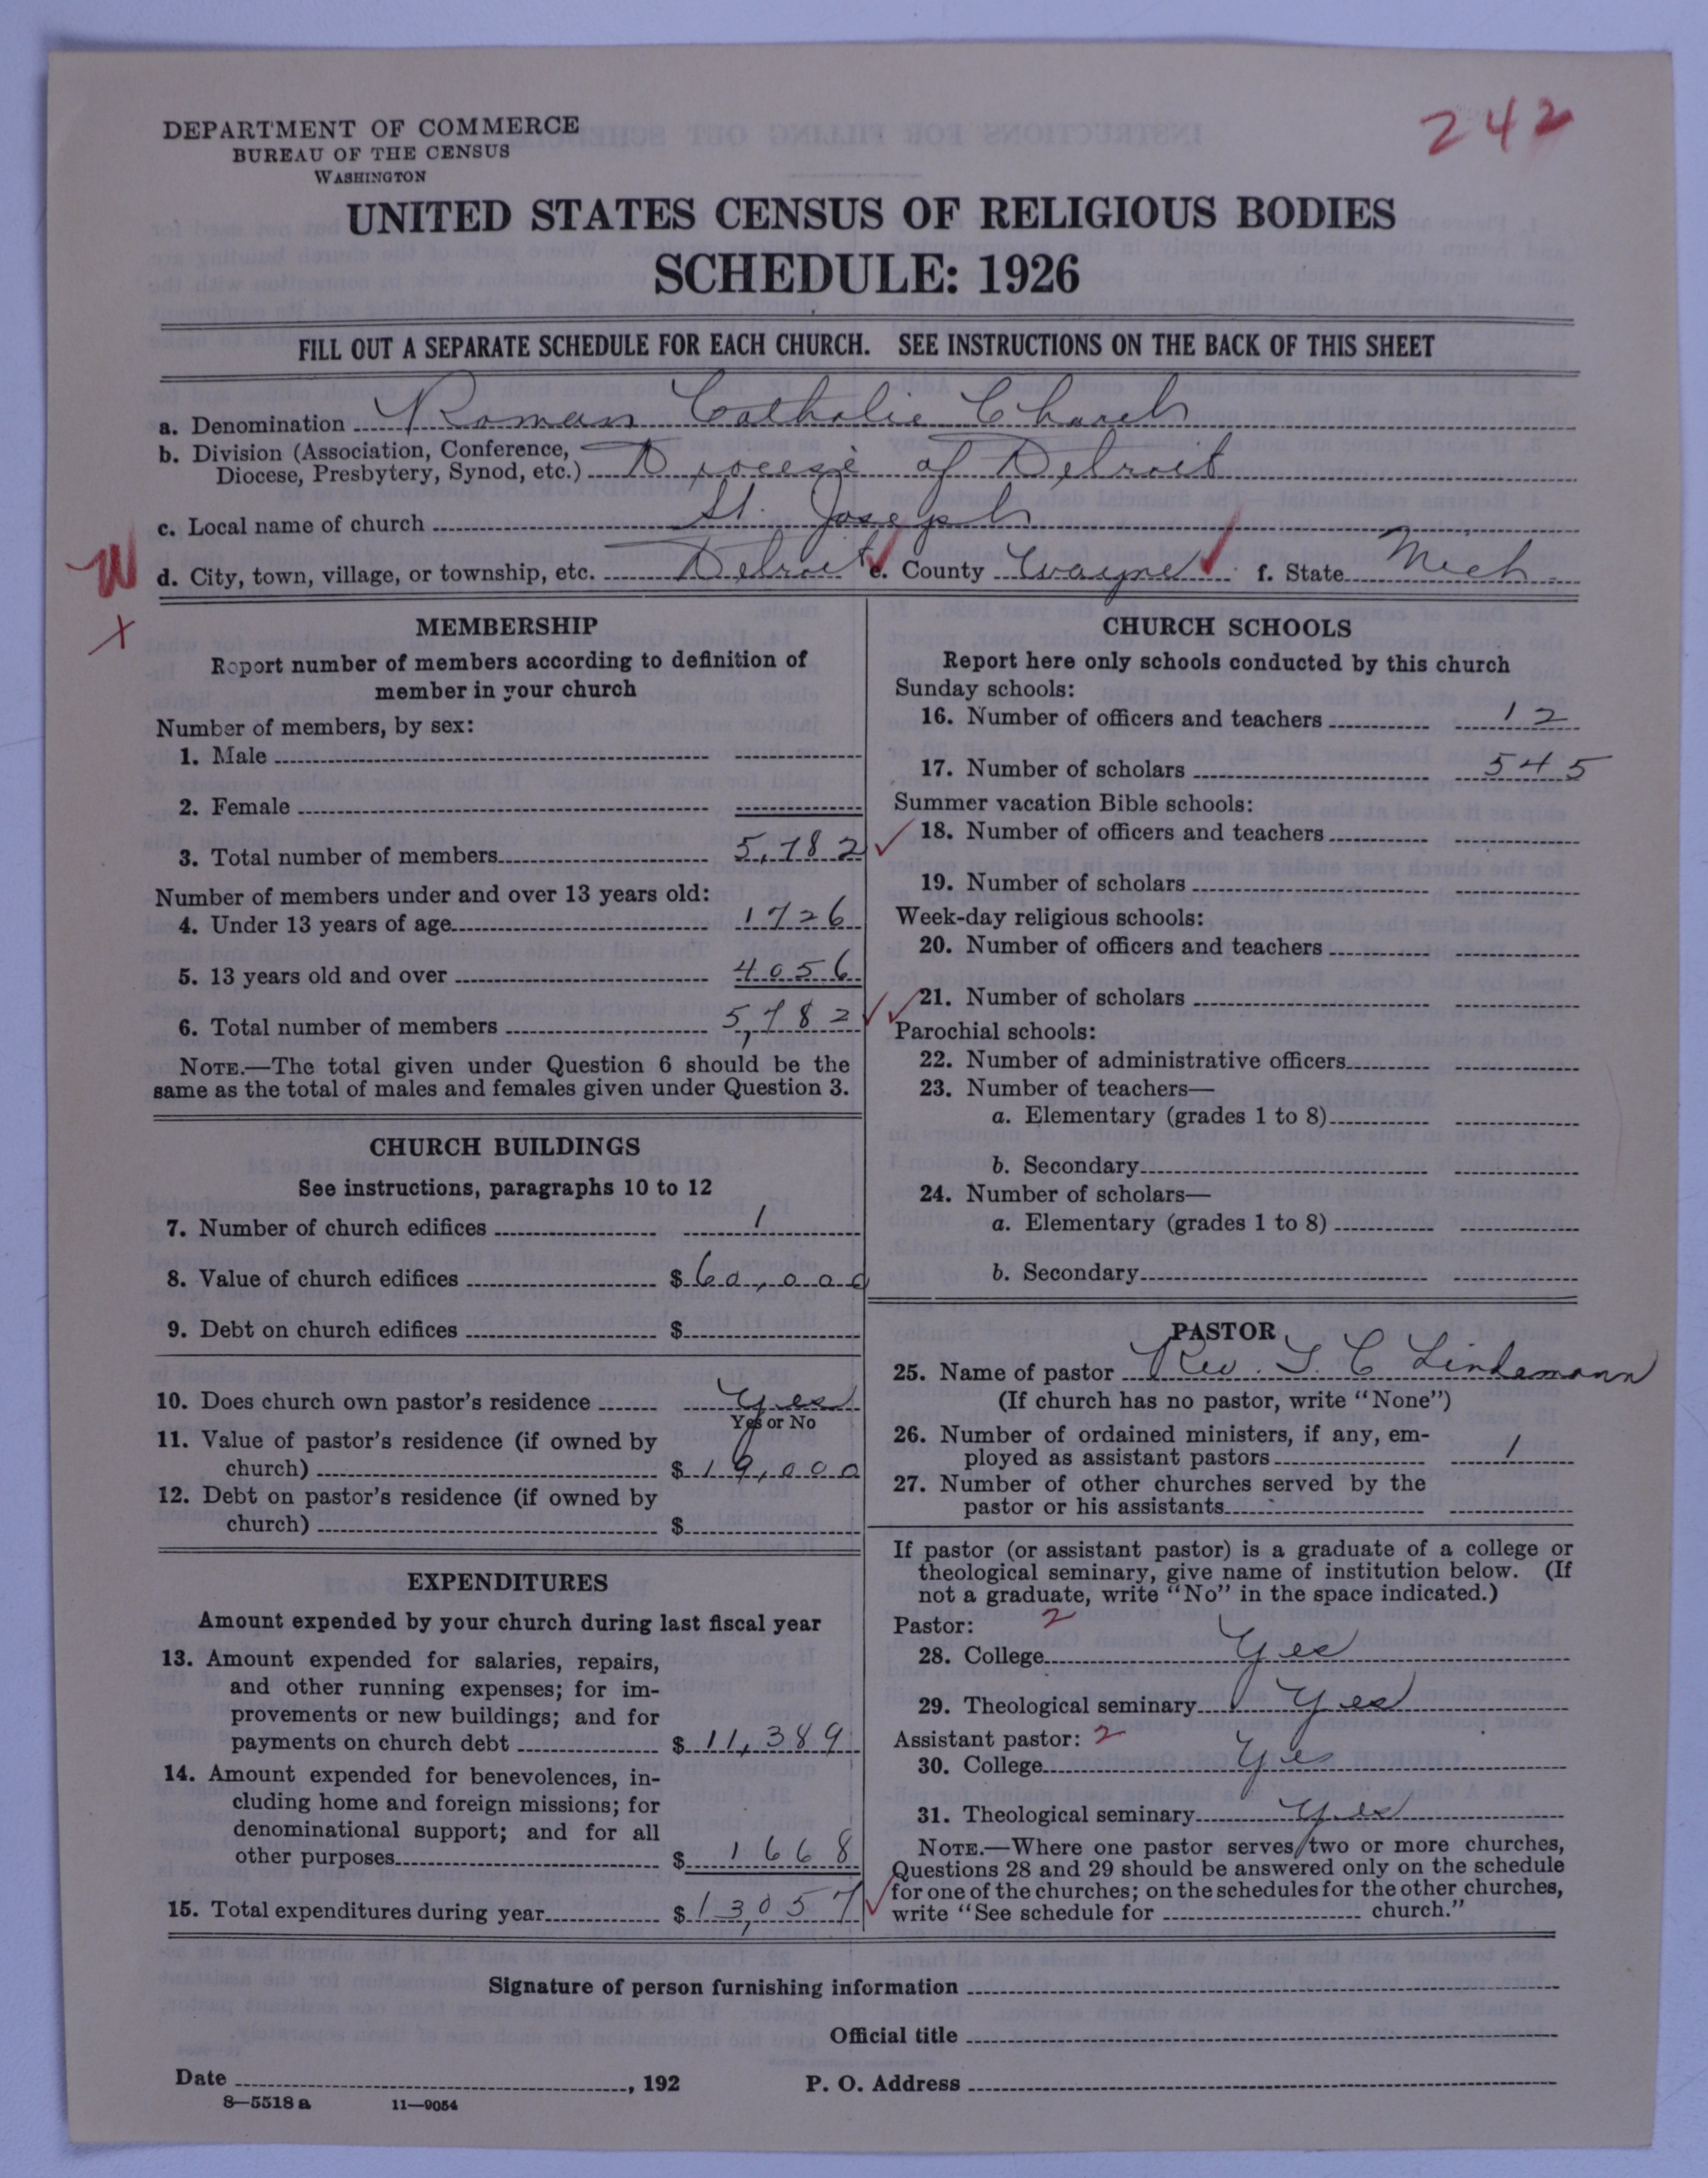 242
DEPARTMENT OF COMMERCE
BUREAU OF THE CENSUS
WASHINGTON
UNITED STATES CENSUS OF RELIGIOUS BODIES
SCHEDULE: 1926
FILL OUT A SEPARATE SCHEDULE FOR EACH CHURCH. SEE INSTRUCTIONS ON THE BACK OF THIS SHEET
a. Denomination Roman Catholic Church
b. Division (Association, Conference,
Diocese, Presbytery, Synod, etc.) Diocese of Detroit
c. Local name of church St. Joseph
d. City, town, village, or township, etc. Detroit e. County Wayne f. State Mich.
MEMBERSHIP
Report number of members according to definition of
member in your church
Number of members, by sex:
1. Male
2. Female
3. Total number of members 5,782
Number of members under and over 13 years old:
4. Under 13 years of age 1726
5. 13 years old and over 4056
6. Total number of members 5,782
NOTE.—The total given under Question 6 should be the
same as the total of males and females given under Question 3.
CHURCH BUILDINGS
See instructions, paragraphs 10 to 12
7. Number of church edifices 1
8. Value of church edifices $60,000
9. Debt on church edifices $
10. Does church own pastor's residence yes
Yes or No
11. Value of pastor's residence (if owned by
church) $19,000
12. Debt on pastor's residence (if owned by
church) $
EXPENDITURES
Amount expended by your church during last fiscal year
13. Amount expended for salaries, repairs,
and other running expenses; for im-
provements or new buildings; and for
payments on church debt $11,389
14. Amount expended for benevolences, in-
cluding home and foreign missions; for
denominational support; and for all
other purposes $1668
15. Total expenditures during year $13,057
CHURCH SCHOOLS
Report here only schools conducted by this church
Sunday schools:
16. Number of officers and teachers 12
17. Number of scholars 545
Summer vacation Bible schools:
18. Number of officers and teachers
19. Number of scholars
Week-day religious schools:
20. Number of officers and teachers
21. Number of scholars
Parochial schools:
22. Number of administrative officers
23. Number of teachers—
a. Elementary (grades 1 to 8)
b. Secondary
24. Number of scholars—
a. Elementary (grades 1 to 8)
b. Secondary
PASTOR
25. Name of pastor Rev. J. C. Lindemann
(If church has no pastor, write "None")
26. Number of ordained ministers, if any, em-
ployed as assistant pastors 1
27. Number of other churches served by the
pastor or his assistants
If pastor (or assistant pastor) is a graduate of a college or
theological seminary, give name of institution below. (If
not a graduate, write "No" in the space indicated.)
Pastor: 2
28. College Yes
29. Theological seminary Yes
Assistant pastor: 2
30. College Yes
31. Theological seminary Yes
NOTE.—Where one pastor serves two or more churches,
Questions 28 and 29 should be answered only on the schedule
for one of the churches; on the schedules for the other churches,
write "See schedule for church."
Signature of person furnishing information
Official title
Date , 192 P. O. Address
8—5518 a 11—9054